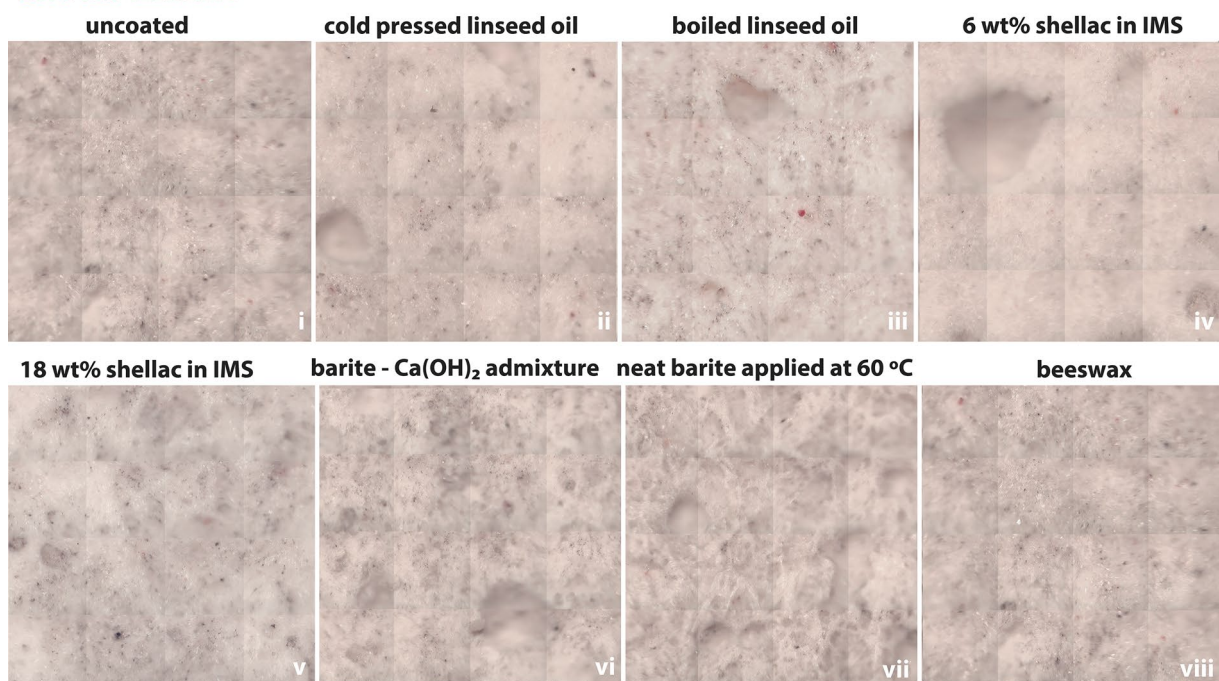 uncoated
cold pressed linseed oil
boiled linseed oil
6 wt% shellac in IMS
i
ii
iii
iv
18 wt% shellac in IMS
barite - Ca(OH)₂ admixture
neat barite applied at 60 ºC
beeswax
v
vi
vii
viii